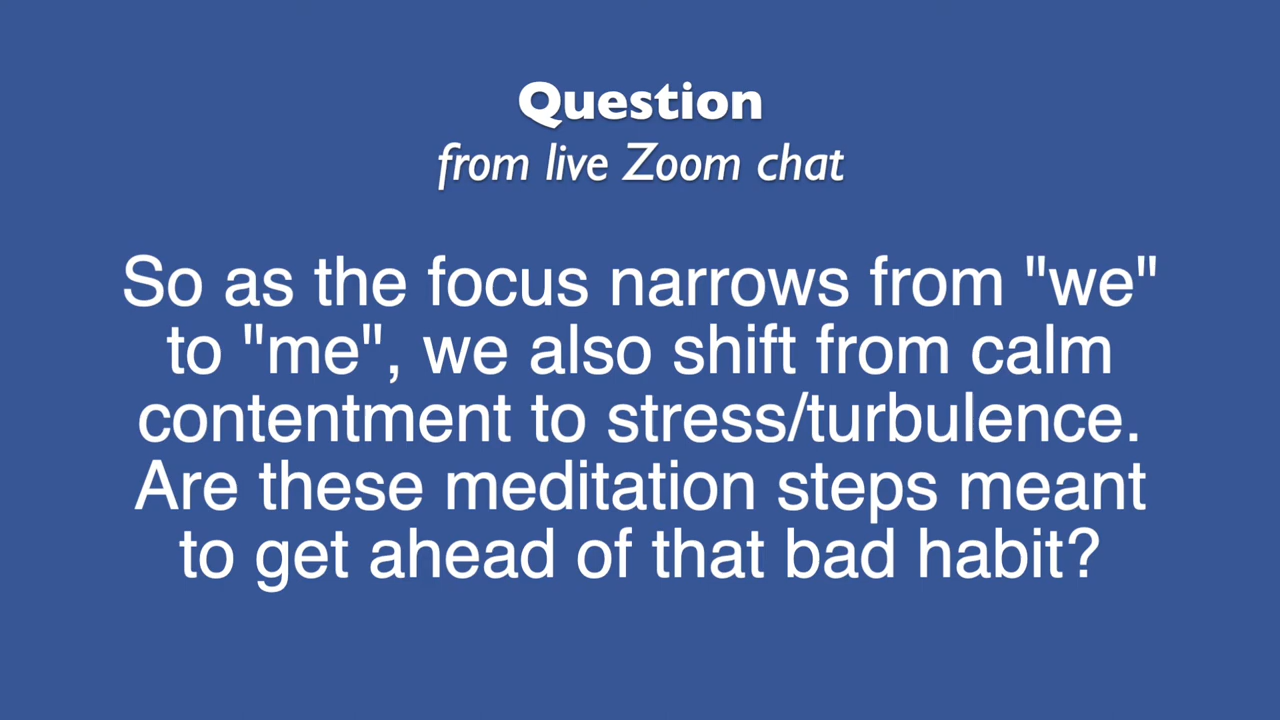 Question
from live Zoom chat
So as the focus narrows from "we"
to "me", we also shift from calm
contentment to stress/turbulence.
Are these meditation steps meant
to get ahead of that bad habit?